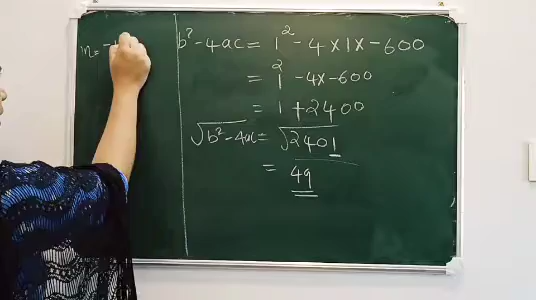 b² - 4ac = 1² - 4 × 1 × - 600
= 1² - 4× - 600
= 1 + 2400
√b² - 4ac = √2401
= 49
n =